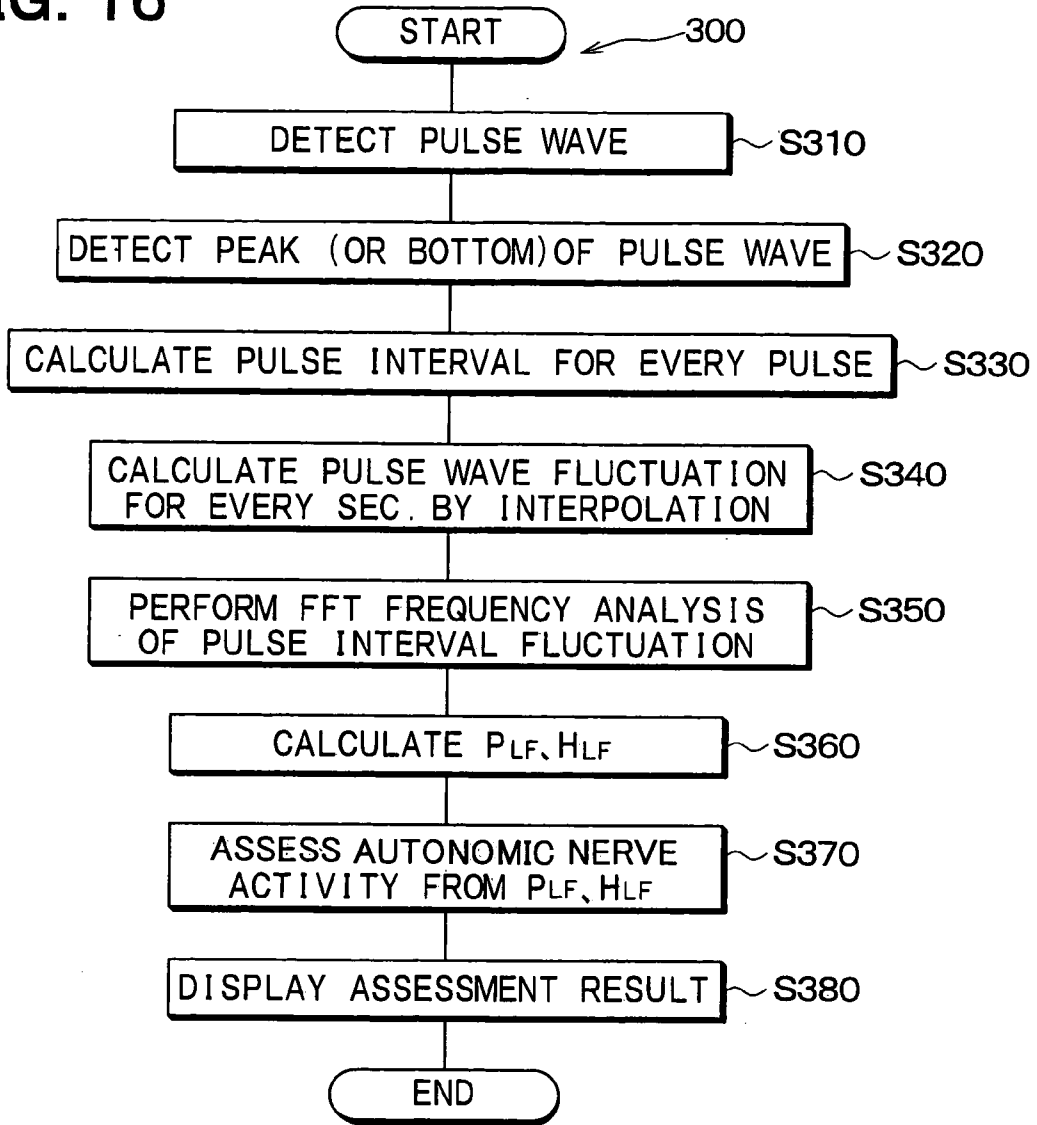 FIG. 16
START
300
DETECT PULSE WAVE
S310
DETECT PEAK (OR BOTTOM) OF PULSE WAVE
S320
CALCULATE PULSE INTERVAL FOR EVERY PULSE
S330
CALCULATE PULSE WAVE FLUCTUATION
FOR EVERY SEC. BY INTERPOLATION
S340
PERFORM FFT FREQUENCY ANALYSIS
OF PULSE INTERVAL FLUCTUATION
S350
CALCULATE PLF、HLF
S360
ASSESS AUTONOMIC NERVE
ACTIVITY FROM PLF、HLF
S370
DISPLAY ASSESSMENT RESULT
S380
END